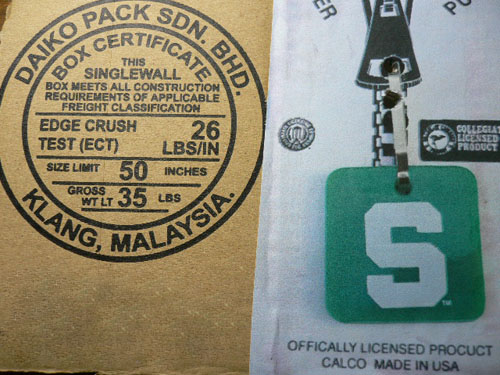 DAIKO PACK SDN. BHD.
BOX CERTIFICATE
THIS
SINGLEWALL
BOX MEETS ALL CONSTRUCTION
REQUIREMENTS OF APPLICABLE
FREIGHT CLASSIFICATION
EDGE CRUSH 26
TEST (ECT) LBS/IN
SIZE LIMIT 50 INCHES
GROSS
WT LT 35 LBS
KLANG, MALAYSIA.
COLLEGIATE
LICENSED
PRODUCT
S
TM
OFFICALLY LICENSED PROCUCT
CALCO MADE IN USA